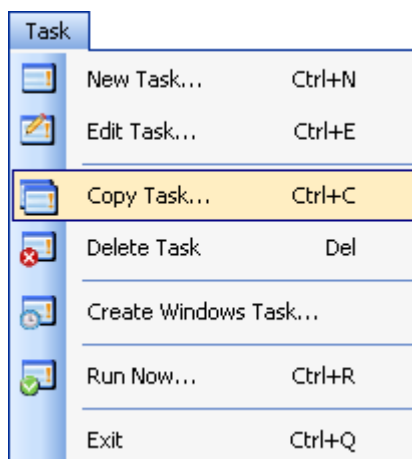 Task
New Task... Ctrl+N
Edit Task... Ctrl+E
Copy Task... Ctrl+C
Delete Task Del
Create Windows Task...
Run Now... Ctrl+R
Exit Ctrl+Q